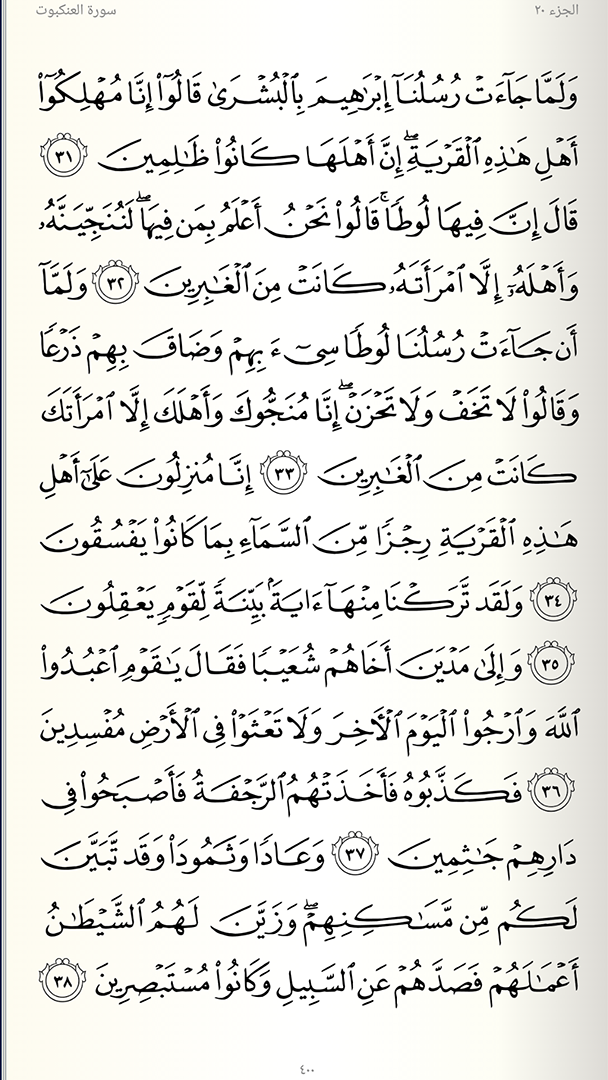 الجزء ٢٠
سورة العنكبوت
وَلَمَّا جَآءَتْ رُسُلُنَآ إِبْرَٰهِيمَ بِٱلْبُشْرَىٰ قَالُوٓا۟ إِنَّا مُهْلِكُوٓا۟
أَهْلِ هَٰذِهِ ٱلْقَرْيَةِ ۖ إِنَّ أَهْلَهَا كَانُوا۟ ظَٰلِمِينَ ٣١
قَالَ إِنَّ فِيهَا لُوطًا ۚ قَالُوا۟ نَحْنُ أَعْلَمُ بِمَن فِيهَا ۖ لَنُنَجِّيَنَّهُۥ
وَأَهْلَهُۥٓ إِلَّا ٱمْرَأَتَهُۥ كَانَتْ مِنَ ٱلْغَٰبِرِينَ ٣٢ وَلَمَّآ
أَن جَآءَتْ رُسُلُنَا لُوطًا سِىٓءَ بِهِمْ وَضَاقَ بِهِمْ ذَرْعًا
وَقَالُوا۟ لَا تَخَفْ وَلَا تَحْزَنْ ۖ إِنَّا مُنَجُّوكَ وَأَهْلَكَ إِلَّا ٱمْرَأَتَكَ
كَانَتْ مِنَ ٱلْغَٰبِرِينَ ٣٣ إِنَّا مُنزِلُونَ عَلَىٰٓ أَهْلِ
هَٰذِهِ ٱلْقَرْيَةِ رِجْزًا مِّنَ ٱلسَّمَآءِ بِمَا كَانُوا۟ يَفْسُقُونَ
٣٤ وَلَقَد تَّرَكْنَا مِنْهَآ ءَايَةًۢ بَيِّنَةً لِّقَوْمٍ يَعْقِلُونَ
٣٥ وَإِلَىٰ مَدْيَنَ أَخَاهُمْ شُعَيْبًا فَقَالَ يَٰقَوْمِ ٱعْبُدُوا۟
ٱللَّهَ وَٱرْجُوا۟ ٱلْيَوْمَ ٱلْـَٔاخِرَ وَلَا تَعْثَوْا۟ فِى ٱلْأَرْضِ مُفْسِدِينَ
٣٦ فَكَذَّبُوهُ فَأَخَذَتْهُمُ ٱلرَّجْفَةُ فَأَصْبَحُوا۟ فِى
دَارِهِمْ جَٰثِمِينَ ٣٧ وَعَادًا وَثَمُودَا۟ وَقَد تَّبَيَّنَ
لَكُم مِّن مَّسَٰكِنِهِمْ ۖ وَزَيَّنَ لَهُمُ ٱلشَّيْطَٰنُ
أَعْمَٰلَهُمْ فَصَدَّهُمْ عَنِ ٱلسَّبِيلِ وَكَانُوا۟ مُسْتَبْصِرِينَ ٣٨
٤٠٠